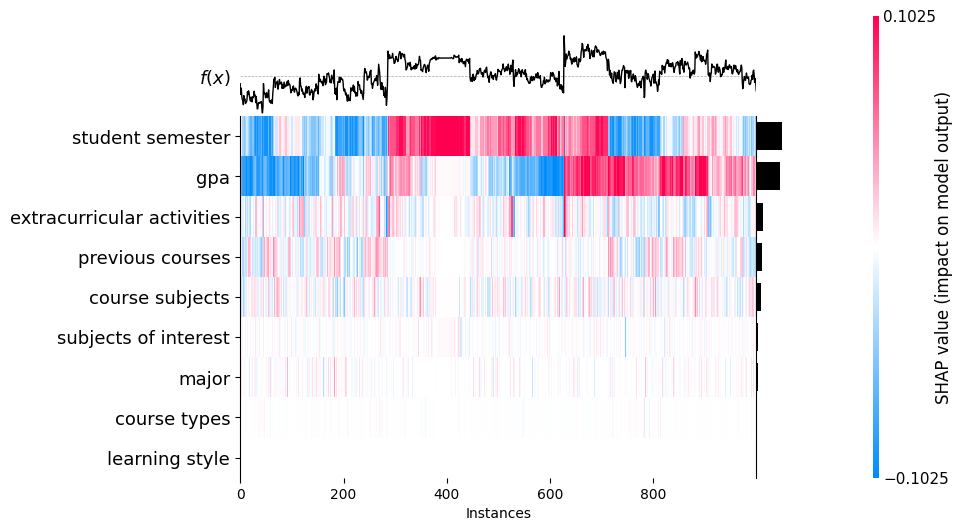 0.1025
f(x)
student semester
gpa
extracurricular activities
previous courses
course subjects
subjects of interest
major
course types
learning style
0 200 400 600 800
Instances
SHAP value (impact on model output)
−0.1025